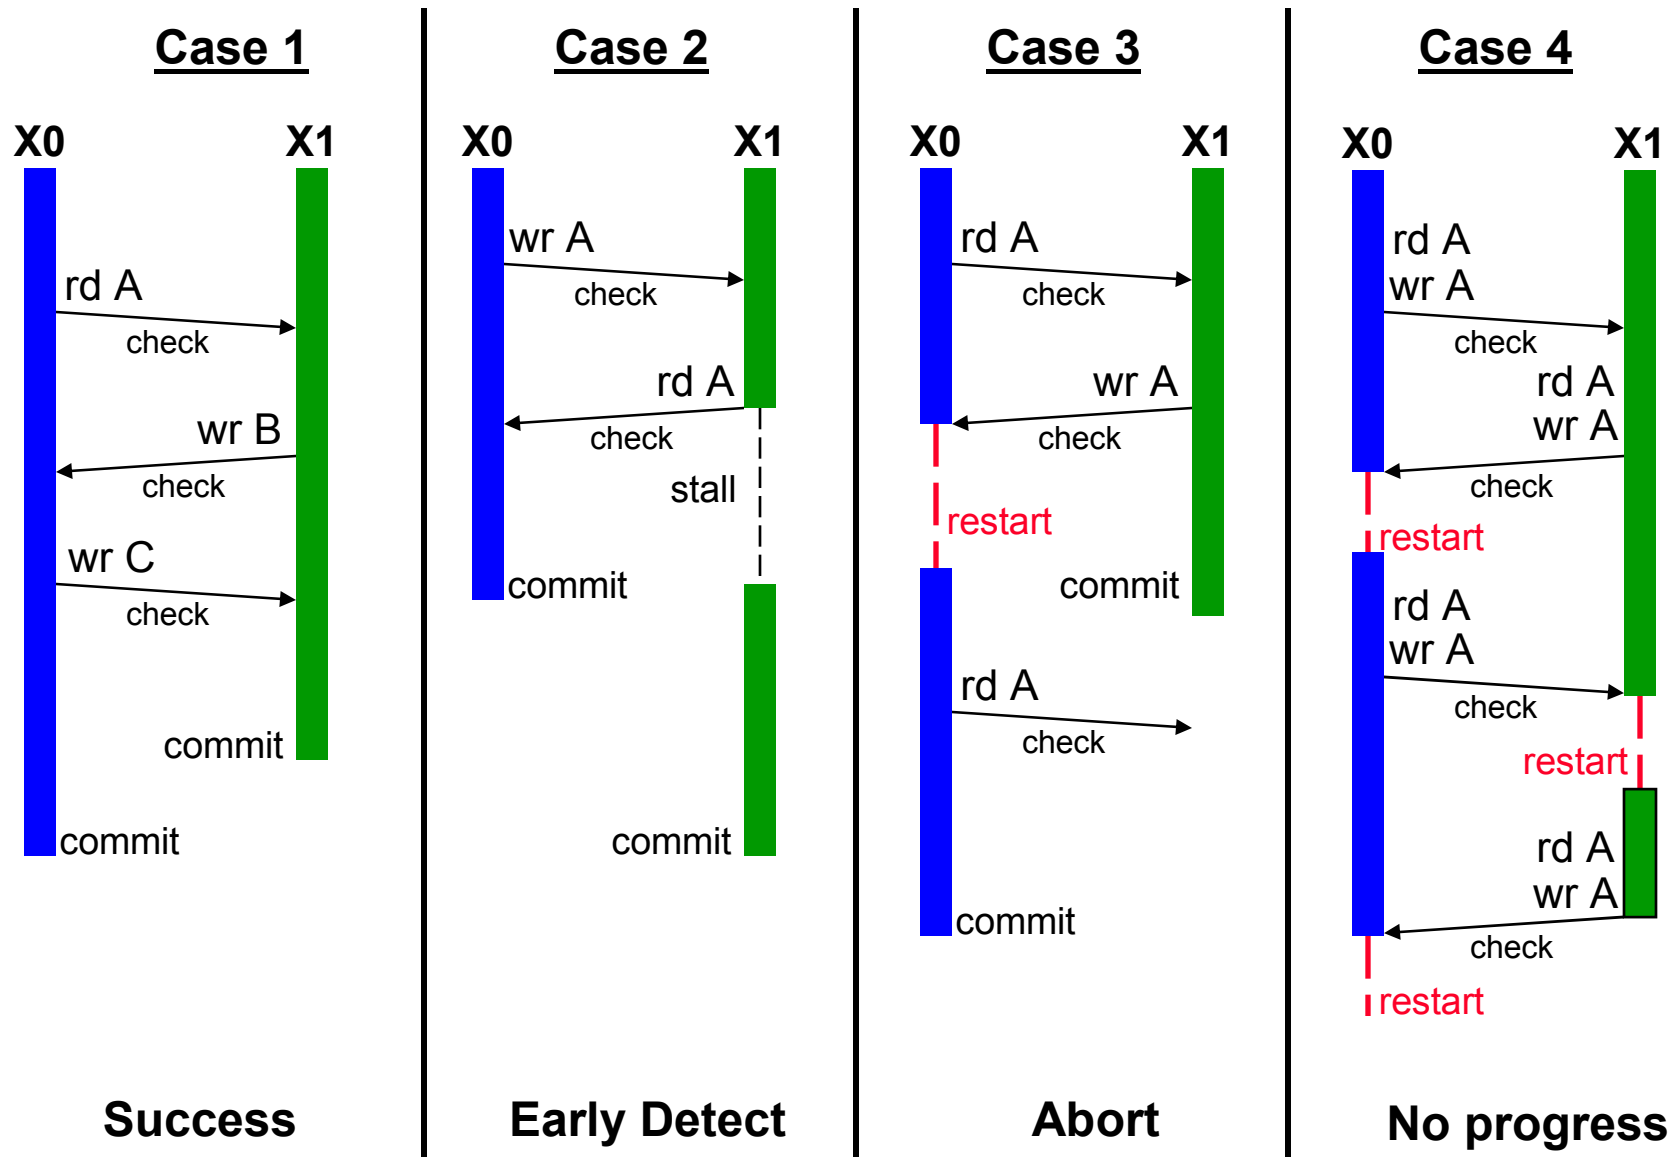 Case 1
X0 X1
rd A
check
wr B
check
wr C
check
commit
commit
Success
Case 2
X0 X1
wr A
check
rd A
check
stall
commit
commit
Early Detect
Case 3
X0 X1
rd A
check
wr A
check
restart
commit
rd A
check
commit
Abort
Case 4
X0 X1
rd A
wr A
check
rd A
wr A
check
restart
rd A
wr A
check
restart
rd A
wr A
check
restart
No progress